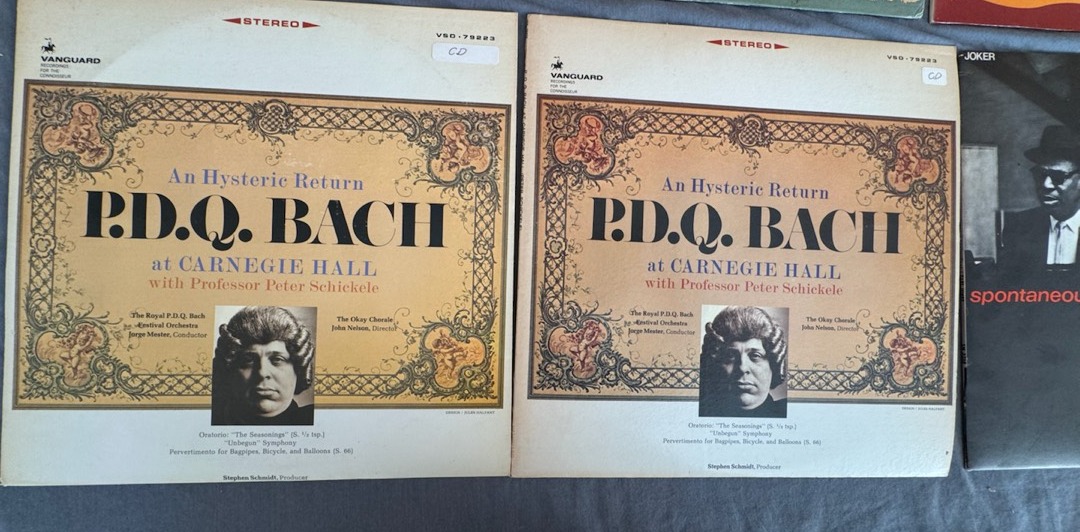 STEREO
VSD·79223
CD
VANGUARD
RECORDINGS
FOR THE
CONNOISSEUR
An Hysteric Return
P.D.Q. BACH
at CARNEGIE HALL
with Professor Peter Schickele
The Royal P.D.Q. Bach
Festival Orchestra
Jorge Mester, Conductor
The Okay Chorale
John Nelson, Director
Oratorio: "The Seasonings" (S. ½ tsp.)
"Unbegun" Symphony
Pervertimento for Bagpipes, Bicycle, and Balloons (S. 66)
Stephen Schmidt, Producer
STEREO
VSD·79223
CD
VANGUARD
RECORDINGS
FOR THE
CONNOISSEUR
An Hysteric Return
P.D.Q. BACH
at CARNEGIE HALL
with Professor Peter Schickele
The Royal P.D.Q. Bach
Festival Orchestra
Jorge Mester, Conductor
The Okay Chorale
John Nelson, Director
Oratorio: "The Seasonings" (S. ½ tsp.)
"Unbegun" Symphony
Pervertimento for Bagpipes, Bicycle, and Balloons (S. 66)
Stephen Schmidt, Producer
JOKER
spontaneou